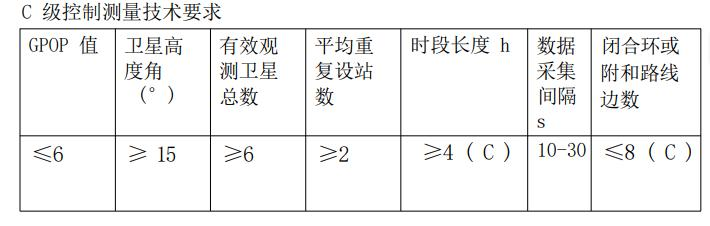 C 级控制测量技术要求
GPOP 值 卫星高度角（°） 有效观测卫星总数 平均重复设站数 时段长度 h 数据采集间隔 s 闭合环或附和路线边数
≤6 ≥ 15 ≥6 ≥2 ≥4（C） 10-30 ≤8（C）